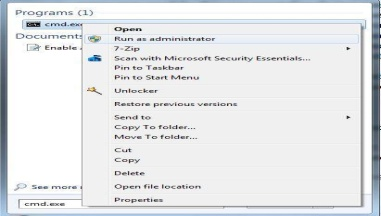 Programs (1)
cmd.exe
Documents
Enable
Open
Run as administrator
7-Zip
Scan with Microsoft Security Essentials...
Pin to Taskbar
Pin to Start Menu
Unlocker
Restore previous versions
Send to
Copy To folder...
Move To folder...
Cut
Copy
Delete
Open file location
Properties
See more
cmd.exe